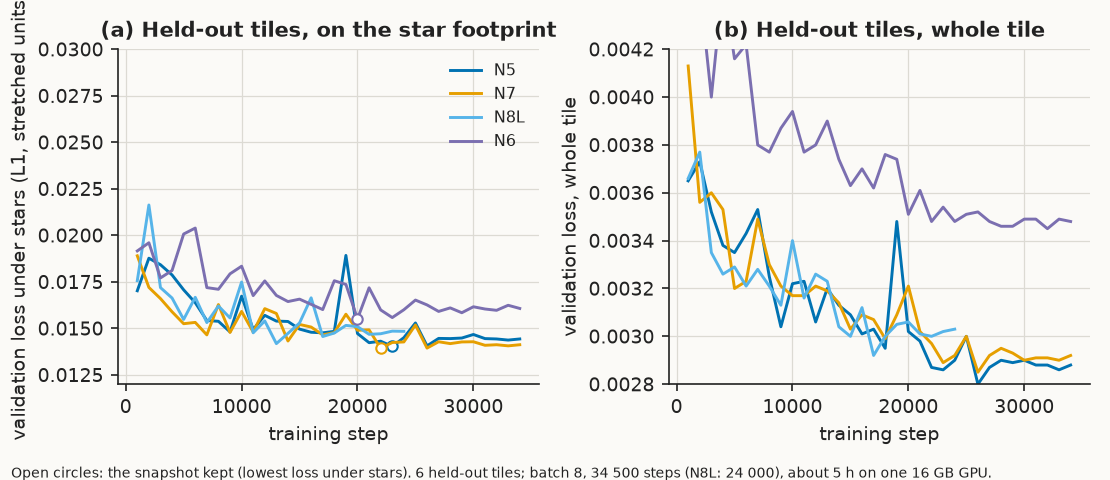 (a) Held-out tiles, on the star footprint
validation loss under stars (L1, stretched units
0.0300
0.0275
0.0250
0.0225
0.0200
0.0175
0.0150
0.0125
N5
N7
N8L
N6
0
10000
20000
30000
training step
(b) Held-out tiles, whole tile
validation loss, whole tile
0.0042
0.0040
0.0038
0.0036
0.0034
0.0032
0.0030
0.0028
0
10000
20000
30000
training step
Open circles: the snapshot kept (lowest loss under stars). 6 held-out tiles; batch 8, 34 500 steps (N8L: 24 000), about 5 h on one 16 GB GPU.